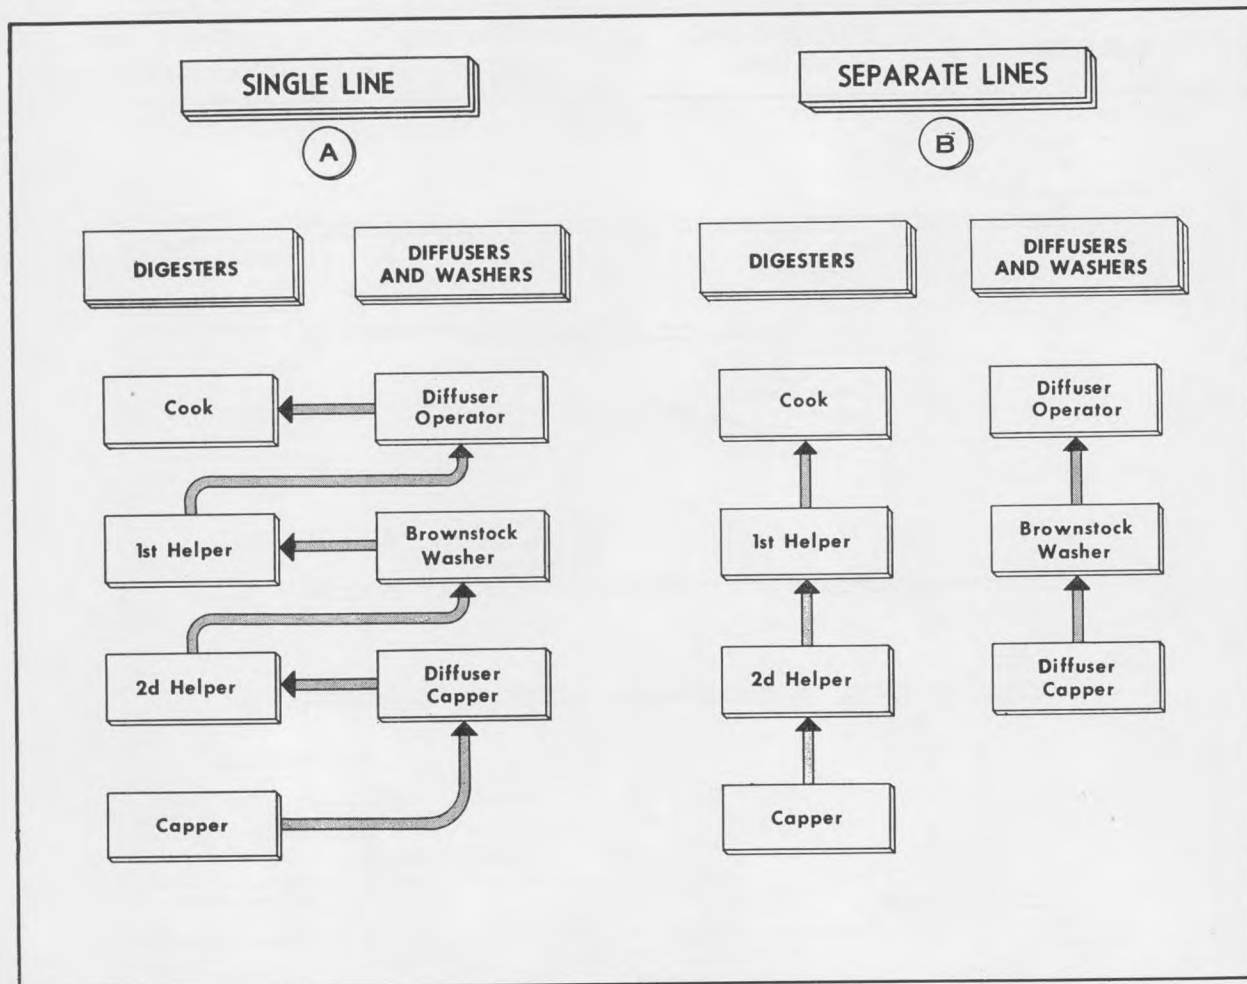 SINGLE LINE
A
DIGESTERS
DIFFUSERS
AND WASHERS
Cook
Diffuser
Operator
1st Helper
Brownstock
Washer
2d Helper
Diffuser
Capper
Capper
SEPARATE LINES
B
DIGESTERS
DIFFUSERS
AND WASHERS
Cook
Diffuser
Operator
1st Helper
Brownstock
Washer
2d Helper
Diffuser
Capper
Capper